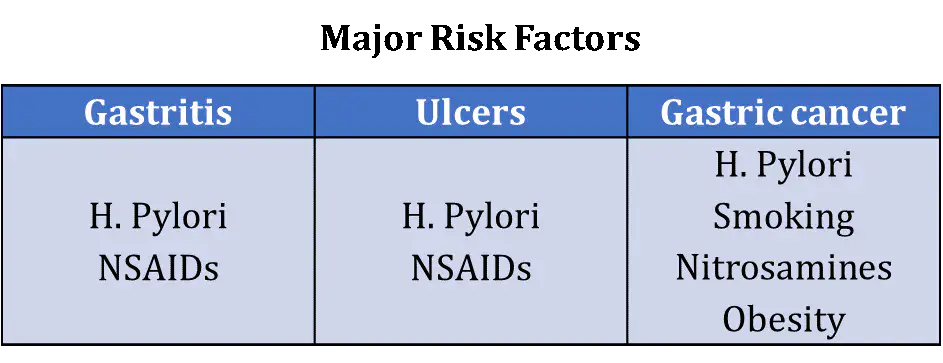 Major Risk Factors
Gastritis Ulcers Gastric cancer
H. Pylori
NSAIDs
H. Pylori
NSAIDs
H. Pylori
Smoking
Nitrosamines
Obesity